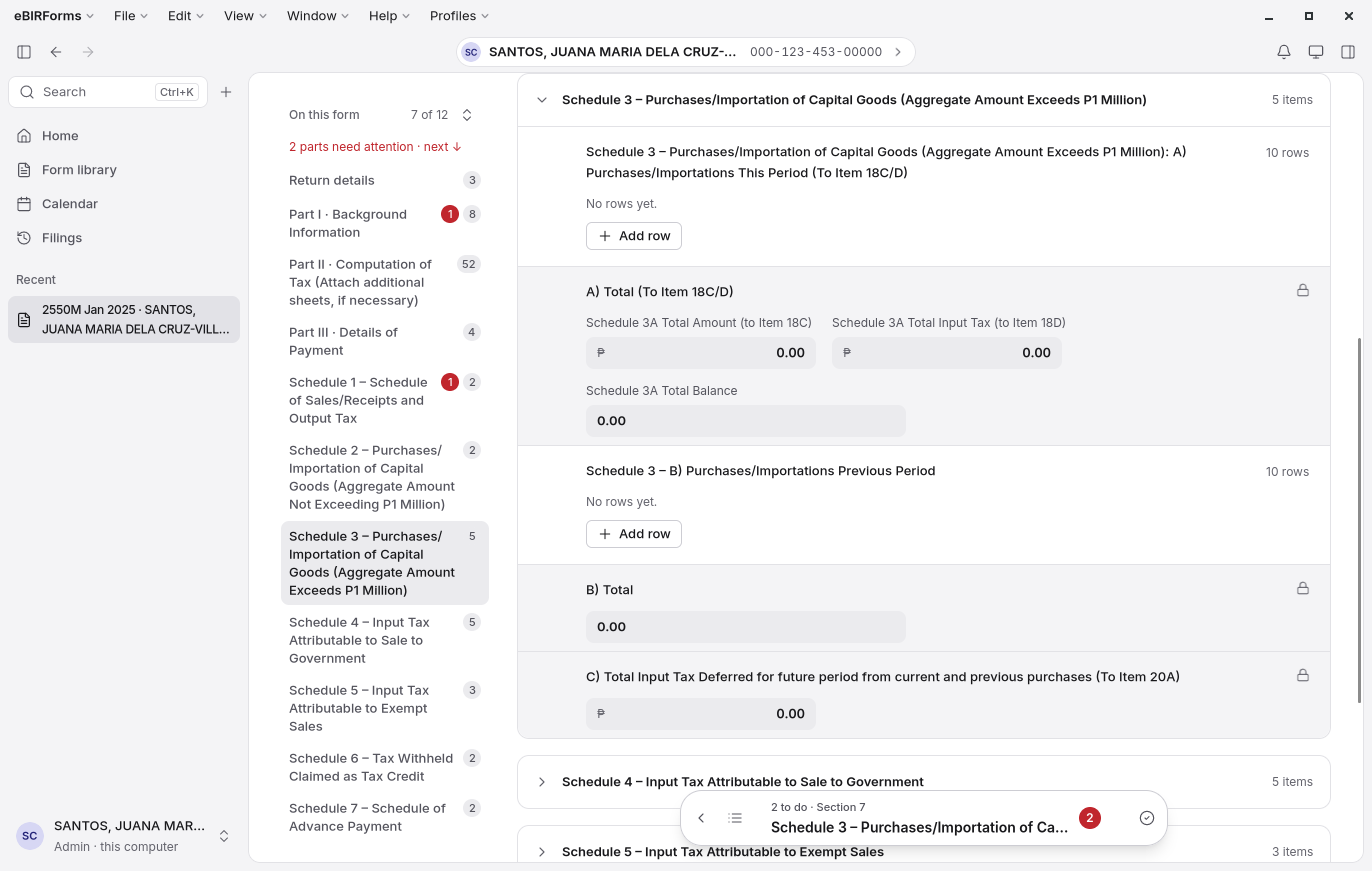 eBIRForms File Edit View Window Help Profiles
SC SANTOS, JUANA MARIA DELA CRUZ-... 000-123-453-00000
Search Ctrl+K
Home
Form library
Calendar
Filings
Recent
2550M Jan 2025 · SANTOS,
JUANA MARIA DELA CRUZ-VILL...
SC SANTOS, JUANA MAR...
Admin · this computer
On this form 7 of 12
2 parts need attention · next ↓
Return details 3
Part I · Background 1 8
Information
Part II · Computation of 52
Tax (Attach additional
sheets, if necessary)
Part III · Details of 4
Payment
Schedule 1 – Schedule 1 2
of Sales/Receipts and
Output Tax
Schedule 2 – Purchases/ 2
Importation of Capital
Goods (Aggregate Amount
Not Exceeding P1 Million)
Schedule 3 – Purchases/ 5
Importation of Capital
Goods (Aggregate Amount
Exceeds P1 Million)
Schedule 4 – Input Tax 5
Attributable to Sale to
Government
Schedule 5 – Input Tax 3
Attributable to Exempt
Sales
Schedule 6 – Tax Withheld 2
Claimed as Tax Credit
Schedule 7 – Schedule of 2
Advance Payment
Schedule 3 – Purchases/Importation of Capital Goods (Aggregate Amount Exceeds P1 Million) 5 items
Schedule 3 – Purchases/Importation of Capital Goods (Aggregate Amount Exceeds P1 Million): A) 10 rows
Purchases/Importations This Period (To Item 18C/D)
No rows yet.
Add row
A) Total (To Item 18C/D)
Schedule 3A Total Amount (to Item 18C) Schedule 3A Total Input Tax (to Item 18D)
₱ 0.00 ₱ 0.00
Schedule 3A Total Balance
0.00
Schedule 3 – B) Purchases/Importations Previous Period 10 rows
No rows yet.
Add row
B) Total
0.00
C) Total Input Tax Deferred for future period from current and previous purchases (To Item 20A)
₱ 0.00
Schedule 4 – Input Tax Attributable to Sale to Government 5 items
2 to do · Section 7
Schedule 3 – Purchases/Importation of Ca... 2
Schedule 5 – Input Tax Attributable to Exempt Sales 3 items